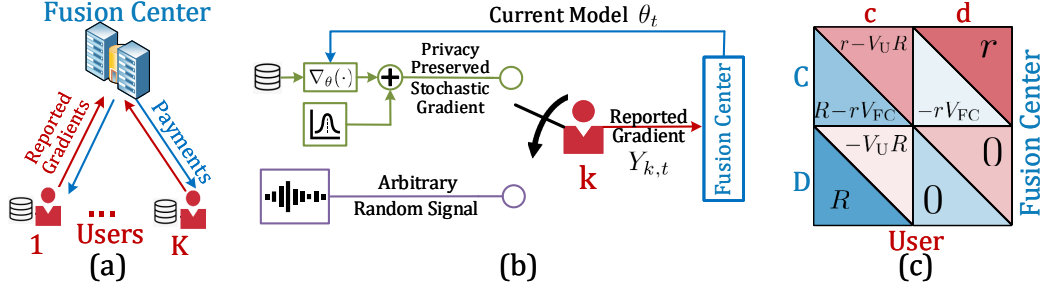 Fusion Center
Reported
Gradients
Payments
1
...
Users
K
(a)
Current Model θ_t
∇_θ(·)
+
Privacy
Preserved
Stochastic
Gradient
Arbitrary
Random Signal
k
Reported
Gradient
Y_{k,t}
Fusion Center
(b)
c
d
C
D
r−V_U R
R−rV_FC
r
−rV_FC
−V_U R
R
0
0
User
Fusion Center
(c)